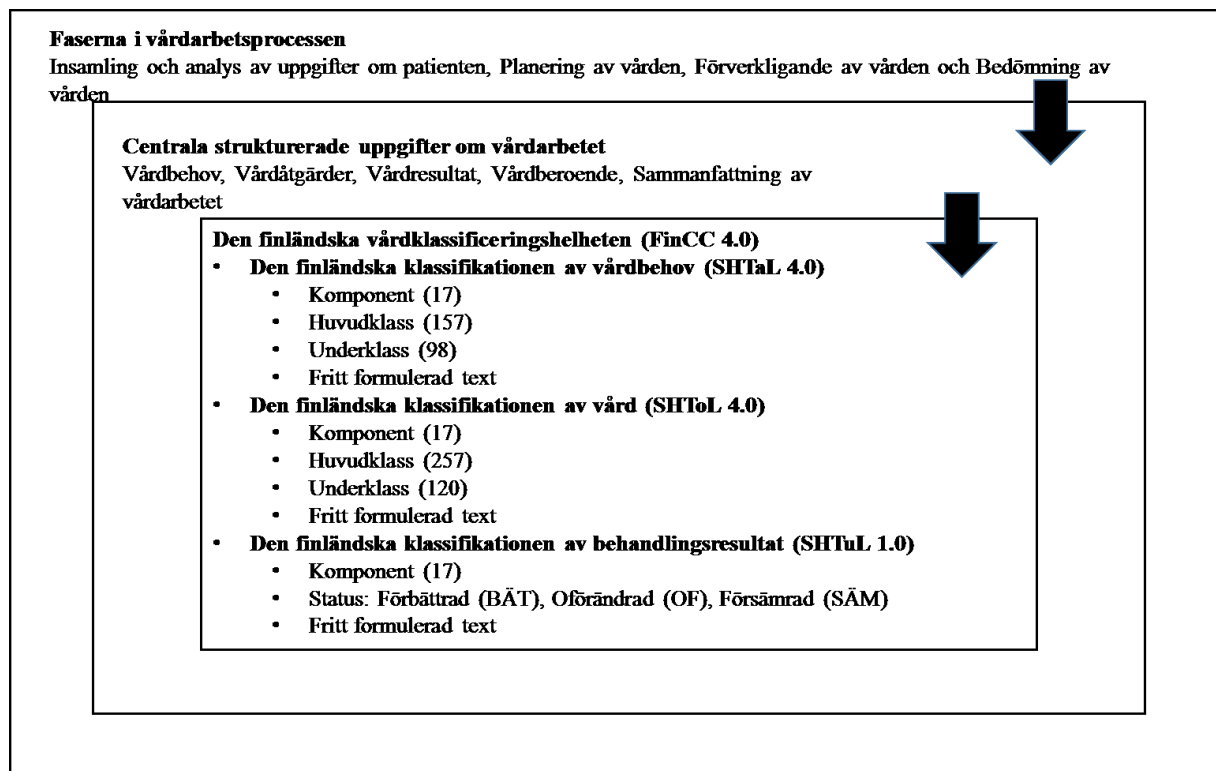 Faserna i vårdarbetsprocessen
Insamling och analys av uppgifter om patienten, Planering av vården, Förverkligande av vården och Bedömning av
vården
Centrala strukturerade uppgifter om vårdarbetet
Vårdbehov, Vårdåtgärder, Vårdresultat, Vårdberoende, Sammanfattning av
vårdarbetet
Den finländska vårdklassificeringshelheten (FinCC 4.0)
• Den finländska klassifikationen av vårdbehov (SHTaL 4.0)
• Komponent (17)
• Huvudklass (157)
• Underklass (98)
• Fritt formulerad text
• Den finländska klassifikationen av vård (SHToL 4.0)
• Komponent (17)
• Huvudklass (257)
• Underklass (120)
• Fritt formulerad text
• Den finländska klassifikationen av behandlingsresultat (SHTuL 1.0)
• Komponent (17)
• Status: Förbättrad (BÄT), Oförändrad (OF), Försämrad (SÄM)
• Fritt formulerad text